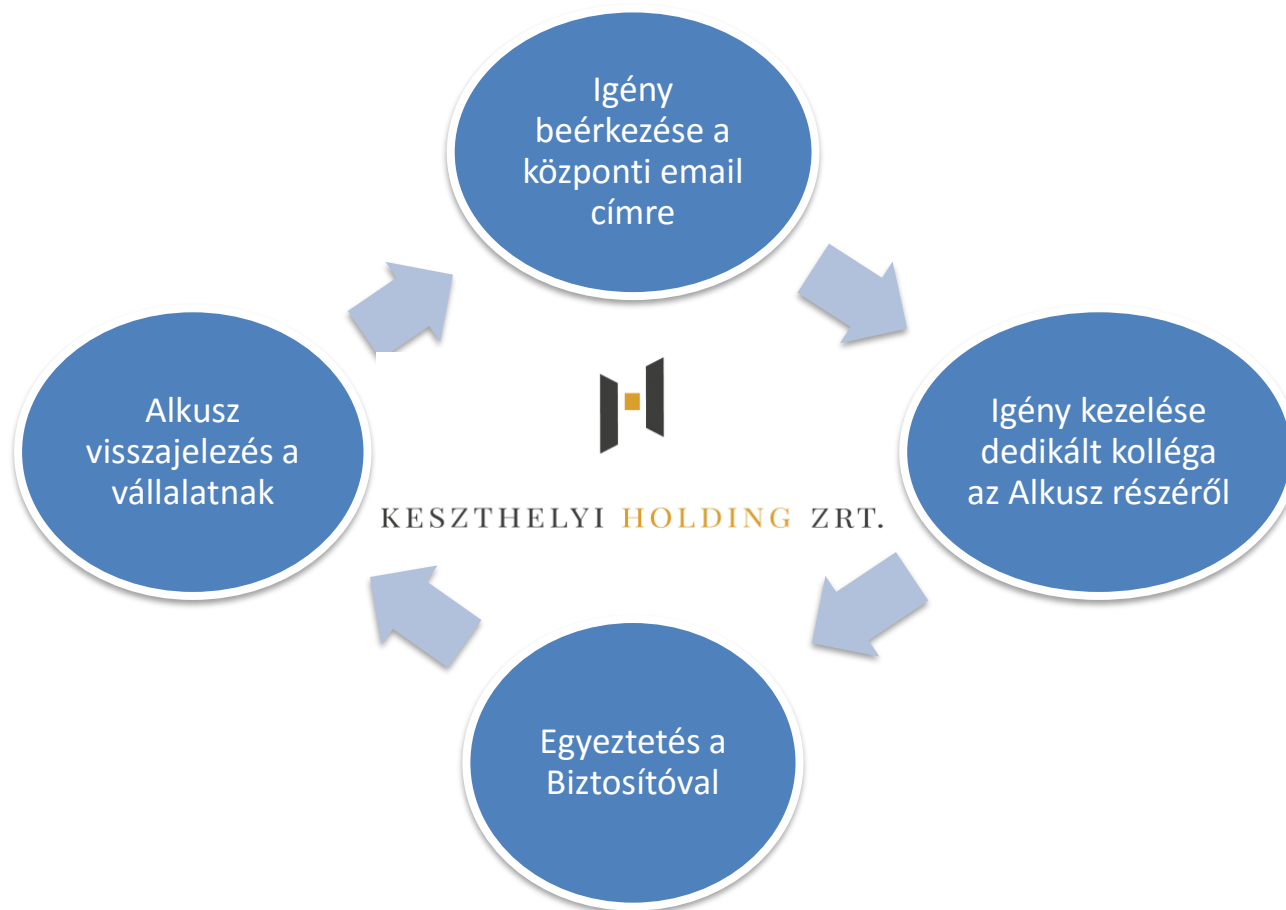 Igény
beérkezése a
központi email
címre
Igény kezelése
dedikált kolléga
az Alkusz részéről
Egyeztetés a
Biztosítóval
Alkusz
visszajelezés a
vállalatnak
KESZTHELYI HOLDING ZRT.